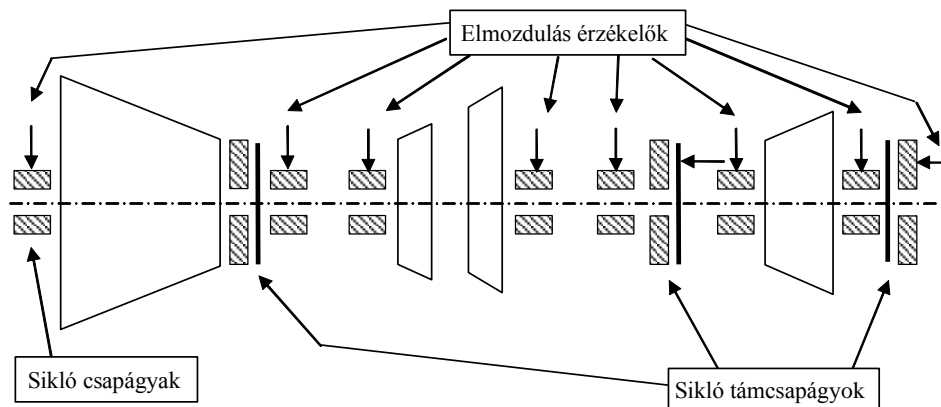 Elmozdulás érzékelők
Sikló csapágyak
Sikló támcsapágyok